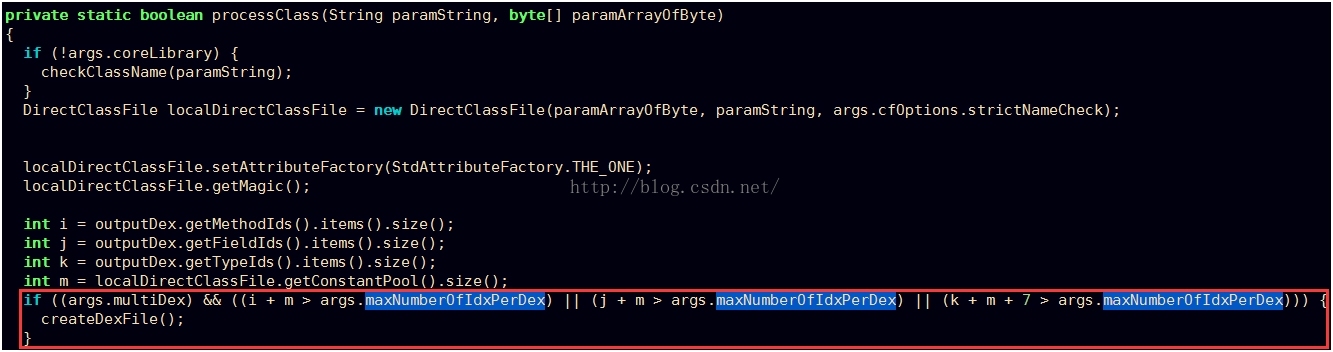 private static boolean processClass(String paramString, byte[] paramArrayOfByte)
{
  if (!args.coreLibrary) {
    checkClassName(paramString);
  }
  DirectClassFile localDirectClassFile = new DirectClassFile(paramArrayOfByte, paramString, args.cfOptions.strictNameCheck);
  localDirectClassFile.setAttributeFactory(StdAttributeFactory.THE_ONE);
  localDirectClassFile.getMagic();
http://blog.csdn.net/
  int i = outputDex.getMethodIds().items().size();
  int j = outputDex.getFieldIds().items().size();
  int k = outputDex.getTypeIds().items().size();
  int m = localDirectClassFile.getConstantPool().size();
  if ((args.multiDex) && ((i + m > args.maxNumberOfIdxPerDex) || (j + m > args.maxNumberOfIdxPerDex) || (k + m + 7 > args.maxNumberOfIdxPerDex))) {
    createDexFile();
  }